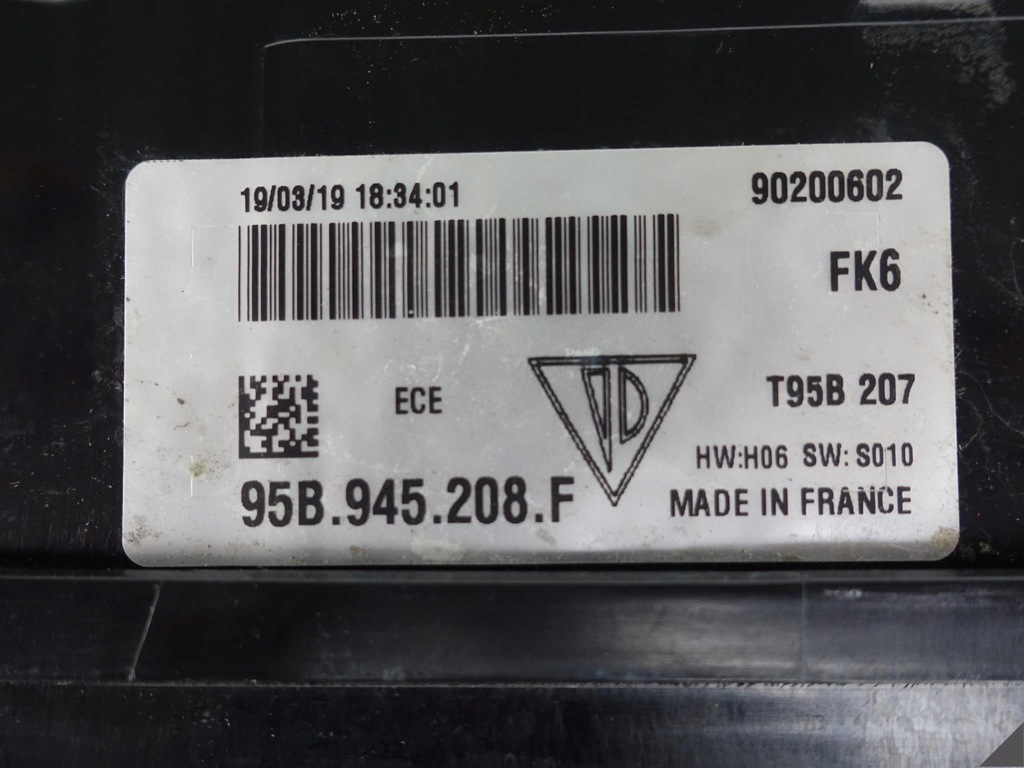 19/03/19 18:34:01
90200602
FK6
ECE
T95B 207
HW:H06 SW:S010
95B.945.208.F
MADE IN FRANCE